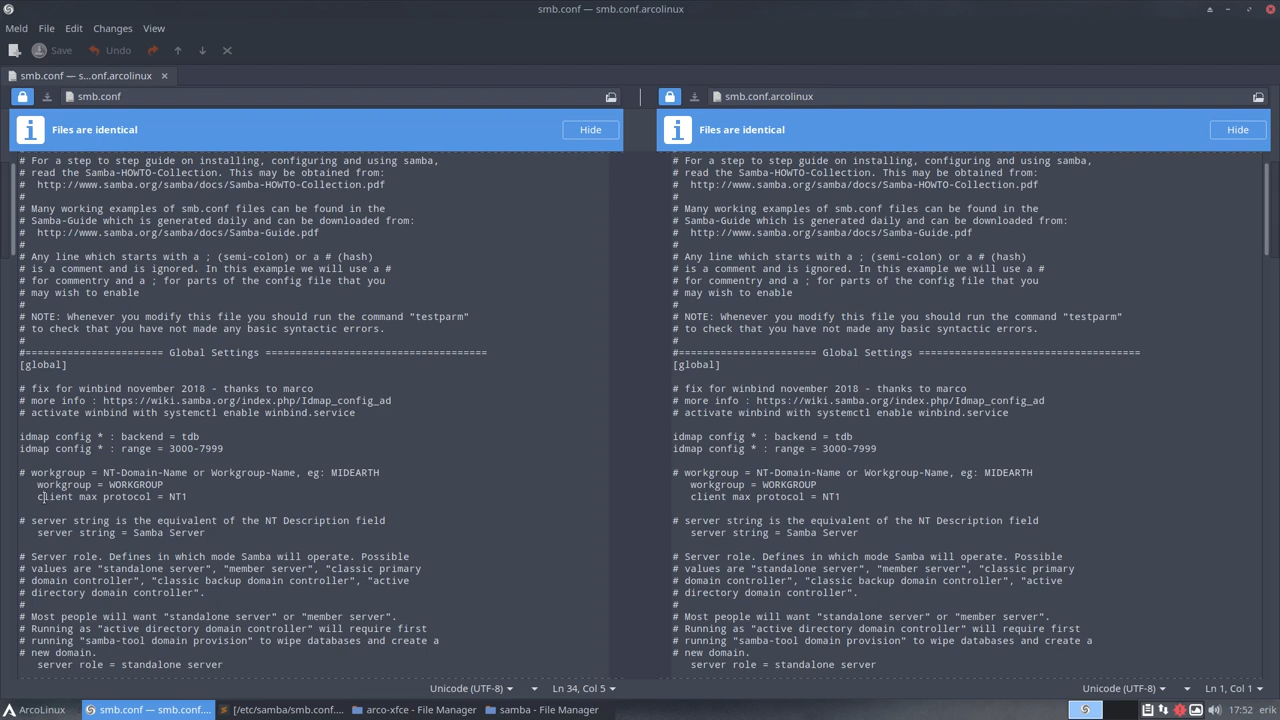 smb.conf — smb.conf.arcolinux
Meld File Edit Changes View
Save Undo
smb.conf — s...onf.arcolinux
smb.conf
Files are identical
Hide
# For a step to step guide on installing, configuring and using samba,
# read the Samba-HOWTO-Collection. This may be obtained from:
#  http://www.samba.org/samba/docs/Samba-HOWTO-Collection.pdf
#
# Many working examples of smb.conf files can be found in the
# Samba-Guide which is generated daily and can be downloaded from:
#  http://www.samba.org/samba/docs/Samba-Guide.pdf
#
# Any line which starts with a ; (semi-colon) or a # (hash)
# is a comment and is ignored. In this example we will use a #
# for commentry and a ; for parts of the config file that you
# may wish to enable
#
# NOTE: Whenever you modify this file you should run the command "testparm"
# to check that you have not made any basic syntactic errors.
#
#======================= Global Settings =====================================
[global]
# fix for winbind november 2018 - thanks to marco
# more info : https://wiki.samba.org/index.php/Idmap_config_ad
# activate winbind with systemctl enable winbind.service
idmap config * : backend = tdb
idmap config * : range = 3000-7999
# workgroup = NT-Domain-Name or Workgroup-Name, eg: MIDEARTH
workgroup = WORKGROUP
client max protocol = NT1
# server string is the equivalent of the NT Description field
server string = Samba Server
# Server role. Defines in which mode Samba will operate. Possible
# values are "standalone server", "member server", "classic primary
# domain controller", "classic backup domain controller", "active
# directory domain controller".
#
# Most people will want "standalone server" or "member server".
# Running as "active directory domain controller" will require first
# running "samba-tool domain provision" to wipe databases and create a
# new domain.
server role = standalone server
Unicode (UTF-8) Ln 34, Col 5
smb.conf.arcolinux
Files are identical
Hide
# For a step to step guide on installing, configuring and using samba,
# read the Samba-HOWTO-Collection. This may be obtained from:
#  http://www.samba.org/samba/docs/Samba-HOWTO-Collection.pdf
#
# Many working examples of smb.conf files can be found in the
# Samba-Guide which is generated daily and can be downloaded from:
#  http://www.samba.org/samba/docs/Samba-Guide.pdf
#
# Any line which starts with a ; (semi-colon) or a # (hash)
# is a comment and is ignored. In this example we will use a #
# for commentry and a ; for parts of the config file that you
# may wish to enable
#
# NOTE: Whenever you modify this file you should run the command "testparm"
# to check that you have not made any basic syntactic errors.
#
#======================= Global Settings =====================================
[global]
# fix for winbind november 2018 - thanks to marco
# more info : https://wiki.samba.org/index.php/Idmap_config_ad
# activate winbind with systemctl enable winbind.service
idmap config * : backend = tdb
idmap config * : range = 3000-7999
# workgroup = NT-Domain-Name or Workgroup-Name, eg: MIDEARTH
workgroup = WORKGROUP
client max protocol = NT1
# server string is the equivalent of the NT Description field
server string = Samba Server
# Server role. Defines in which mode Samba will operate. Possible
# values are "standalone server", "member server", "classic primary
# domain controller", "classic backup domain controller", "active
# directory domain controller".
#
# Most people will want "standalone server" or "member server".
# Running as "active directory domain controller" will require first
# running "samba-tool domain provision" to wipe databases and create a
# new domain.
server role = standalone server
Unicode (UTF-8) Ln 1, Col 1
ArcoLinux smb.conf — smb.conf.... [/etc/samba/smb.conf.... arco-xfce - File Manager samba - File Manager 17:52 erik